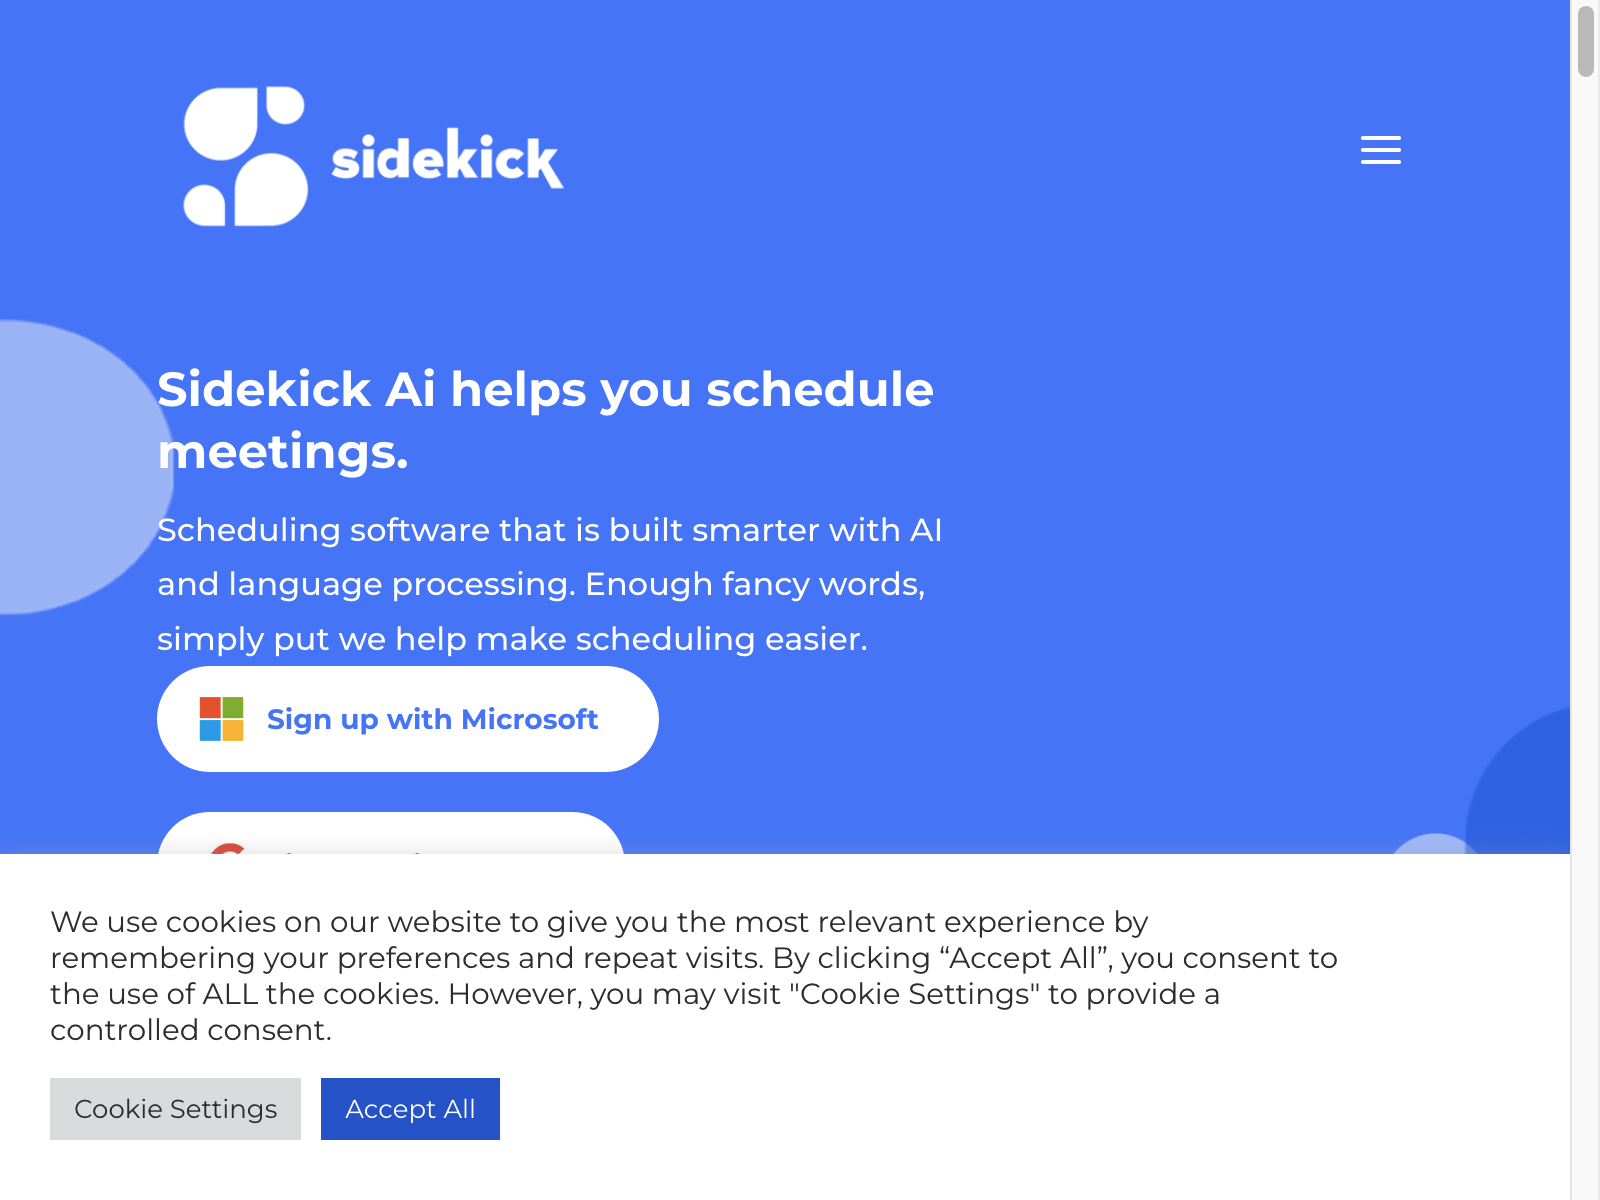 sidekick
Sidekick Ai helps you schedule
meetings.
Scheduling software that is built smarter with AI
and language processing. Enough fancy words,
simply put we help make scheduling easier.
Sign up with Microsoft
We use cookies on our website to give you the most relevant experience by
remembering your preferences and repeat visits. By clicking “Accept All”, you consent to
the use of ALL the cookies. However, you may visit "Cookie Settings" to provide a
controlled consent.
Cookie Settings
Accept All